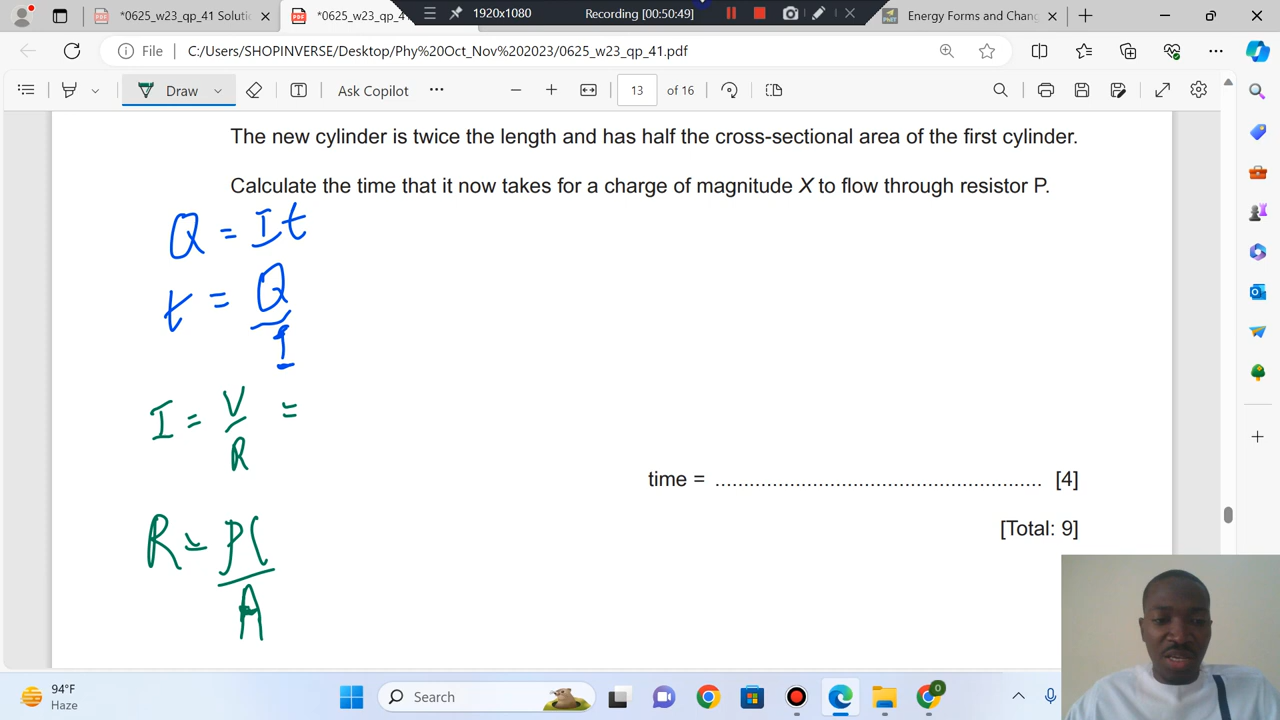 *0625_w23_qp_41 Soluti
*0625_w23_qp_41
1920x1080
Recording [00:50:49]
Energy Forms and Chang
File
C:/Users/SHOPINVERSE/Desktop/Phy%20Oct_Nov%202023/0625_w23_qp_41.pdf
Draw
Ask Copilot
13
of 16
The new cylinder is twice the length and has half the cross-sectional area of the first cylinder.
Calculate the time that it now takes for a charge of magnitude X to flow through resistor P.
Q = It
t = Q/I
I = V/R =
R = ρl/A
time = ........................................................ [4]
[Total: 9]
94°F
Haze
Search
0